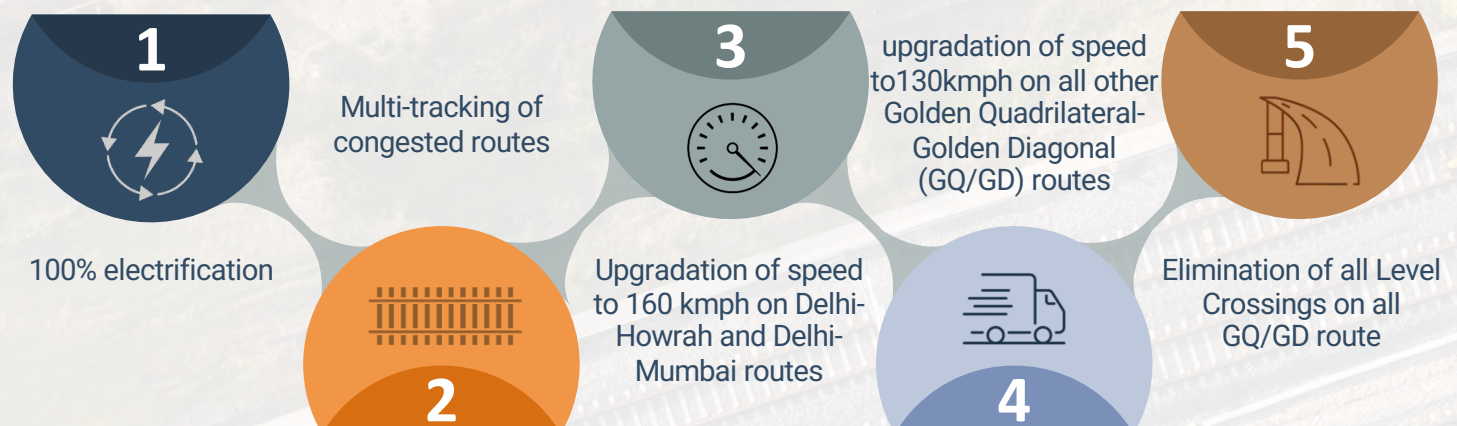 1
100% electrification
Multi-tracking of
congested routes
2
3
Upgradation of speed
to 160 kmph on Delhi-
Howrah and Delhi-
Mumbai routes
upgradation of speed
to130kmph on all other
Golden Quadrilateral-
Golden Diagonal
(GQ/GD) routes
4
5
Elimination of all Level
Crossings on all
GQ/GD route